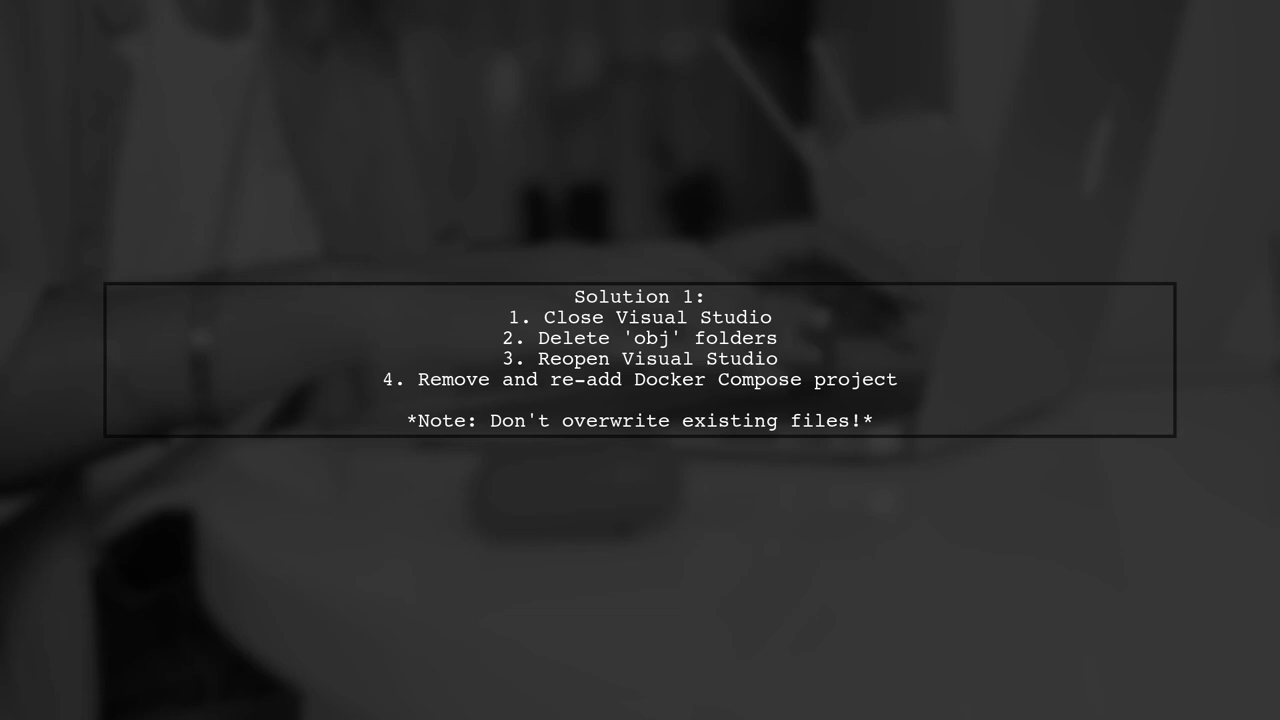 Solution 1:
1. Close Visual Studio
2. Delete 'obj' folders
3. Reopen Visual Studio
4. Remove and re-add Docker Compose project
*Note: Don't overwrite existing files!*